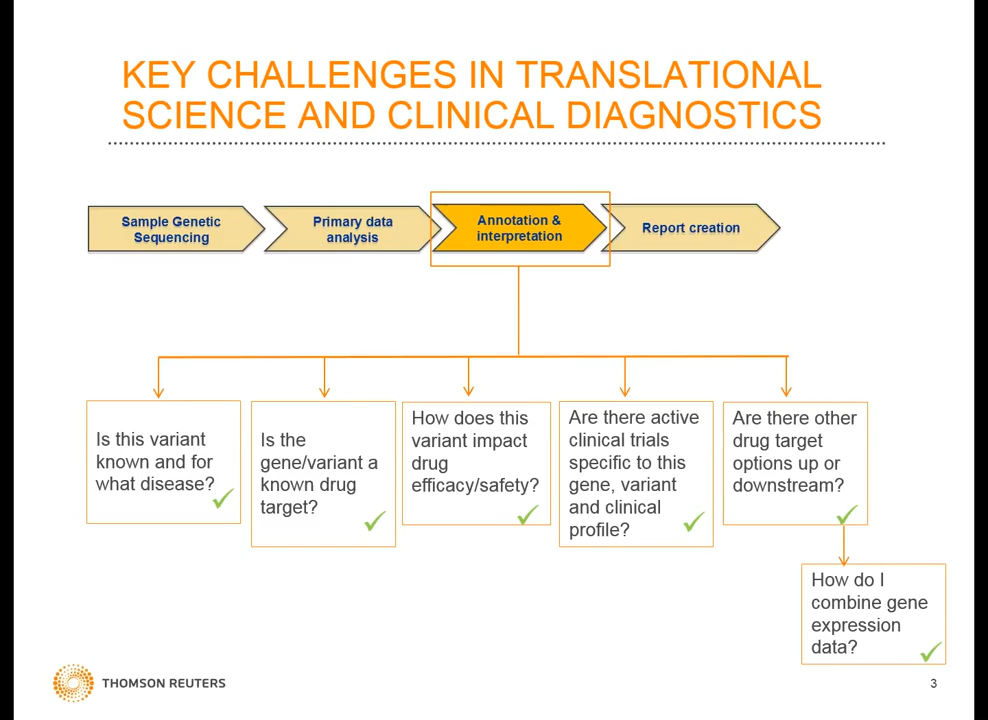 KEY CHALLENGES IN TRANSLATIONAL
SCIENCE AND CLINICAL DIAGNOSTICS
Sample Genetic
Sequencing
Primary data
analysis
Annotation &
interpretation
Report creation
Is this variant
known and for
what disease?
Is the
gene/variant a
known drug
target?
How does this
variant impact
drug
efficacy/safety?
Are there active
clinical trials
specific to this
gene, variant
and clinical
profile?
Are there other
drug target
options up or
downstream?
How do I
combine gene
expression
data?
THOMSON REUTERS
3